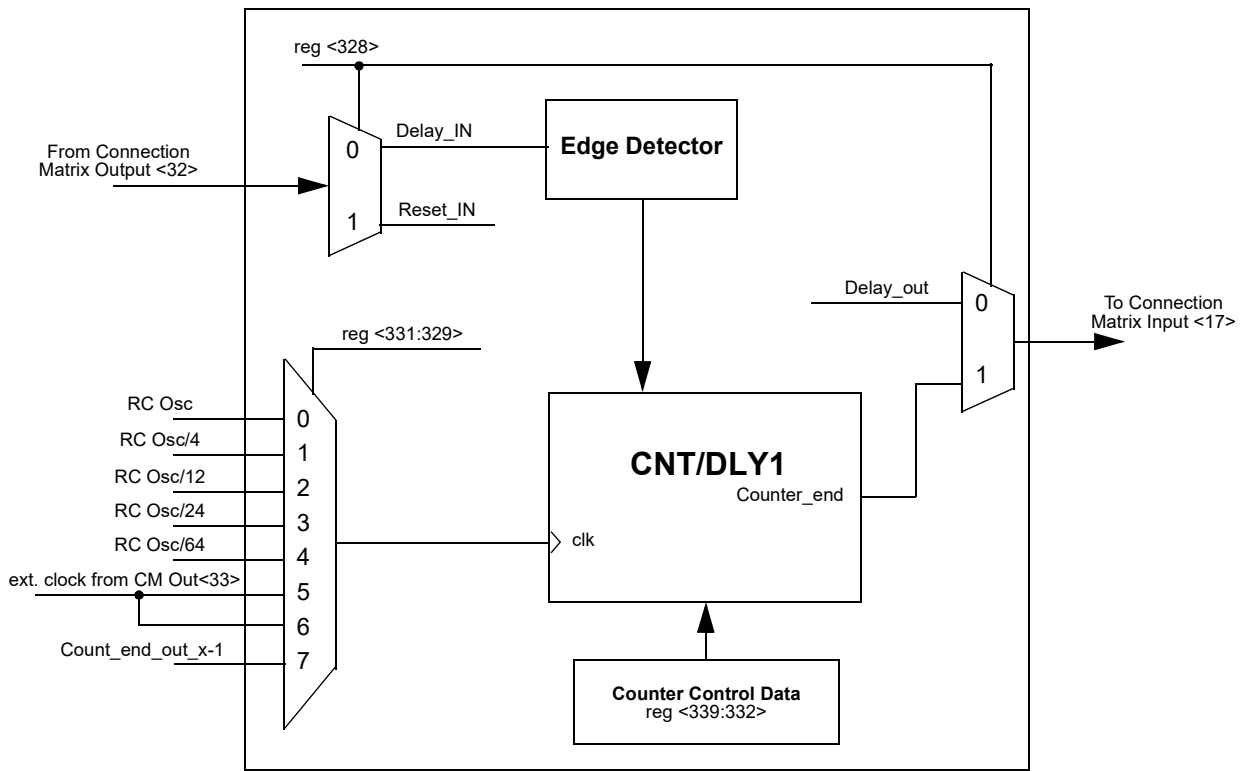 reg <328>
From Connection
Matrix Output <32>
0
1
Delay_IN
Reset_IN
Edge Detector
Delay_out
0
1
To Connection
Matrix Input <17>
reg <331:329>
RC Osc
RC Osc/4
RC Osc/12
RC Osc/24
RC Osc/64
ext. clock from CM Out<33>
Count_end_out_x-1
0
1
2
3
4
5
6
7
CNT/DLY1
Counter_end
clk
Counter Control Data
reg <339:332>